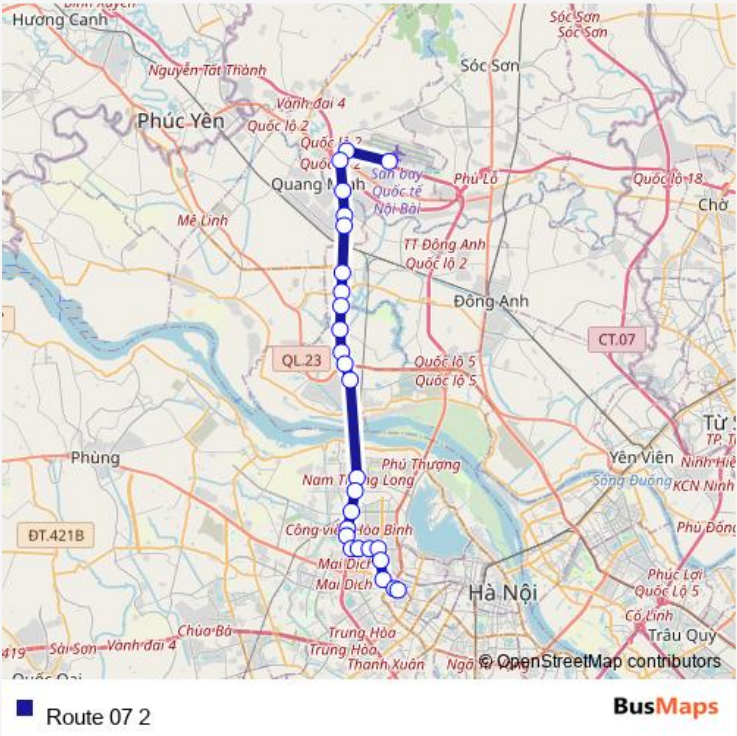 Hương Canh
Sóc Sơn
Sóc Sơn
Sóc Sơn
Nguyễn Tất Thành
Vành đai 4
Phúc Yên
Quốc lộ 2
Quốc lộ 2
Sân bay
Quốc tế
Nội Bài
Phù Lỗ
Quốc lộ 18
Quang Minh
Chờ
Mê Linh
TT Đông Anh
Quốc lộ 2
Đông Anh
CT.07
QL.23
Quốc lộ 5
Quốc lộ 5
Phùng
Phú Thượng
Yên Viên
Nam Thăng Long
Sông Đuống
KCN Ninh
Phù Đổng
ĐT.421B
Công viên Hòa Bình
Mai Dịch
Mai Dịch
Hà Nội
Phúc Lợi
Quốc Lộ 5
Cổ Linh
Trâu Quỳ
Chùa Bà
Trung Hòa
Trung Hòa
419
Sài Sơn
Vành đai 4
Thanh Xuân
© OpenStreetMap contributors
Route 07 2
BusMaps